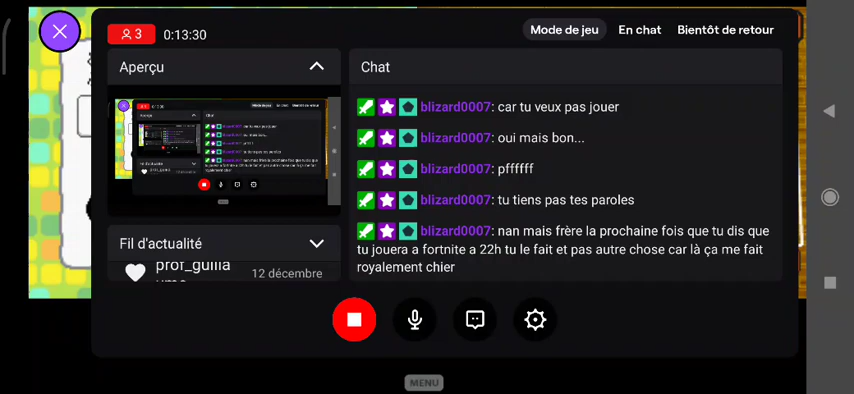 3
0:13:30
Mode de jeu
En chat
Bientôt de retour
Aperçu
Chat
blizard0007: car tu veux pas jouer
blizard0007: oui mais bon...
blizard0007: pffffff
blizard0007: tu tiens pas tes paroles
blizard0007: nan mais frère la prochaine fois que tu dis que
tu jouera a fortnite a 22h tu le fait et pas autre chose car là ça me fait
royalement chier
Fil d'actualité
prof_guilla
12 décembre
MENU